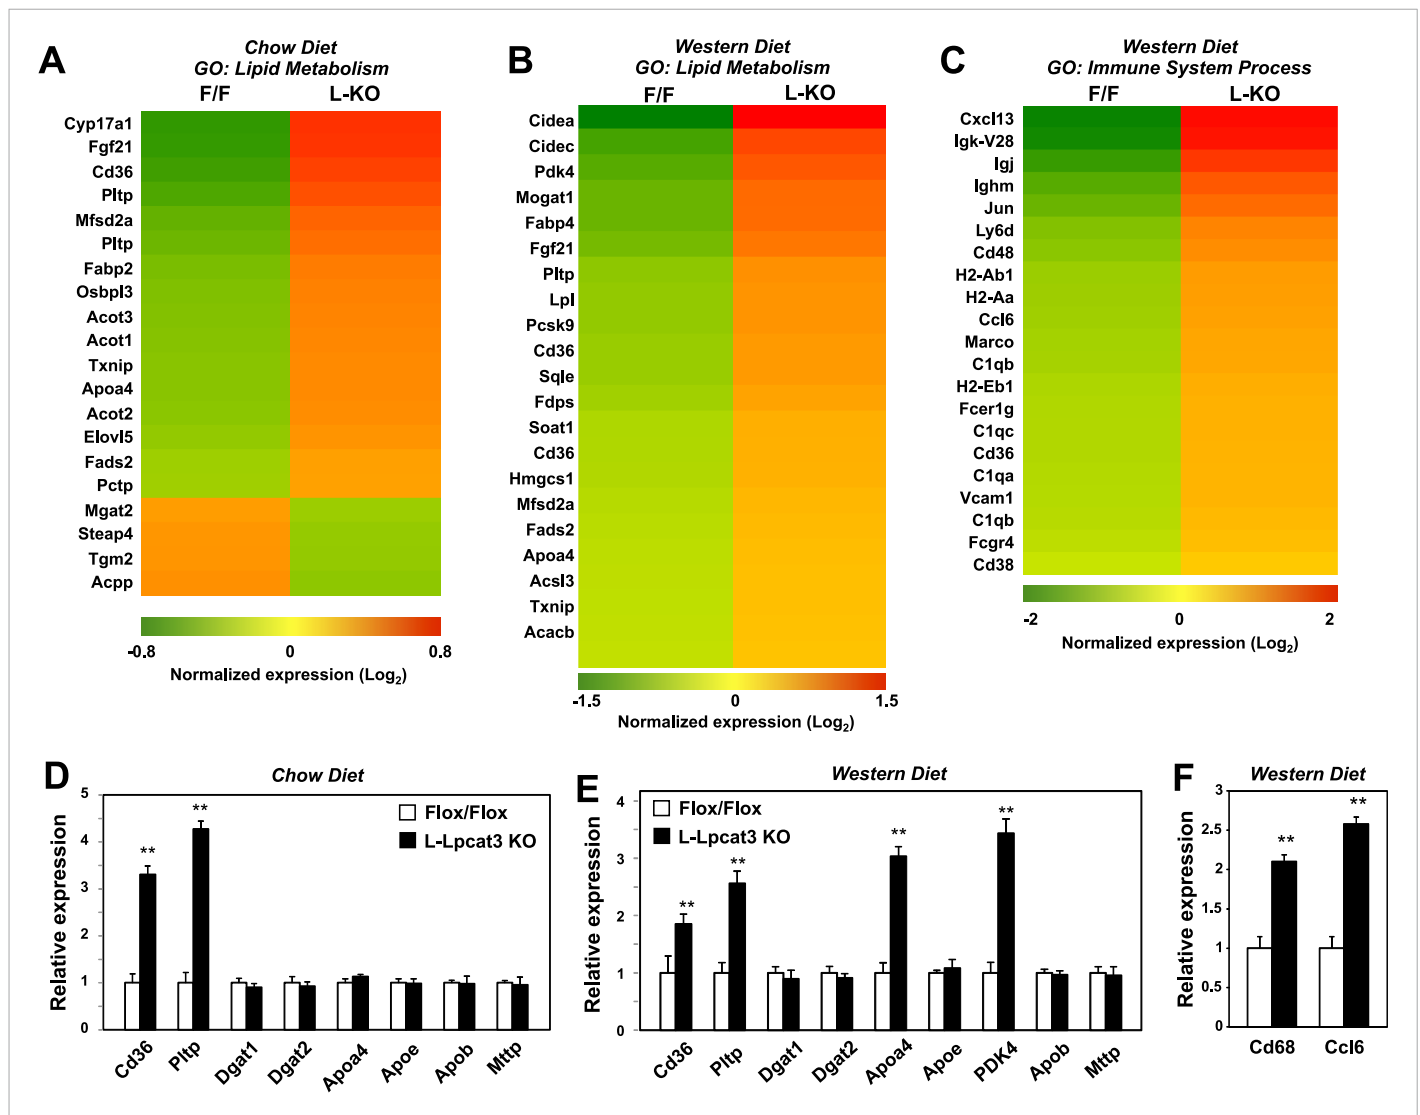 A
Chow Diet
GO: Lipid Metabolism
F/F L-KO
Cyp17a1
Fgf21
Cd36
Pltp
Mfsd2a
Pltp
Fabp2
Osbpl3
Acot3
Acot1
Txnip
Apoa4
Acot2
Elovl5
Fads2
Pctp
Mgat2
Steap4
Tgm2
Acpp
-0.8 0 0.8
Normalized expression (Log2)
B
Western Diet
GO: Lipid Metabolism
F/F L-KO
Cidea
Cidec
Pdk4
Mogat1
Fabp4
Fgf21
Pltp
Lpl
Pcsk9
Cd36
Sqle
Fdps
Soat1
Cd36
Hmgcs1
Mfsd2a
Fads2
Apoa4
Acsl3
Txnip
Acacb
-1.5 0 1.5
Normalized expression (Log2)
C
Western Diet
GO: Immune System Process
F/F L-KO
Cxcl13
Igk-V28
Igj
Ighm
Jun
Ly6d
Cd48
H2-Ab1
H2-Aa
Ccl6
Marco
C1qb
H2-Eb1
Fcer1g
C1qc
Cd36
C1qa
Vcam1
C1qb
Fcgr4
Cd38
-2 0 2
Normalized expression (Log2)
D
Chow Diet
Relative expression
5
4
3
2
1
0
Flox/Flox
L-Lpcat3 KO
** **
Cd36 Pltp Dgat1 Dgat2 Apoa4 Apoe Apob Mttp
E
Western Diet
Relative expression
4
3
2
1
0
Flox/Flox
L-Lpcat3 KO
** ** ** **
Cd36 Pltp Dgat1 Dgat2 Apoa4 Apoe PDK4 Apob Mttp
F
Western Diet
Relative expression
3
2.5
2
1.5
1
0.5
0
** **
Cd68 Ccl6